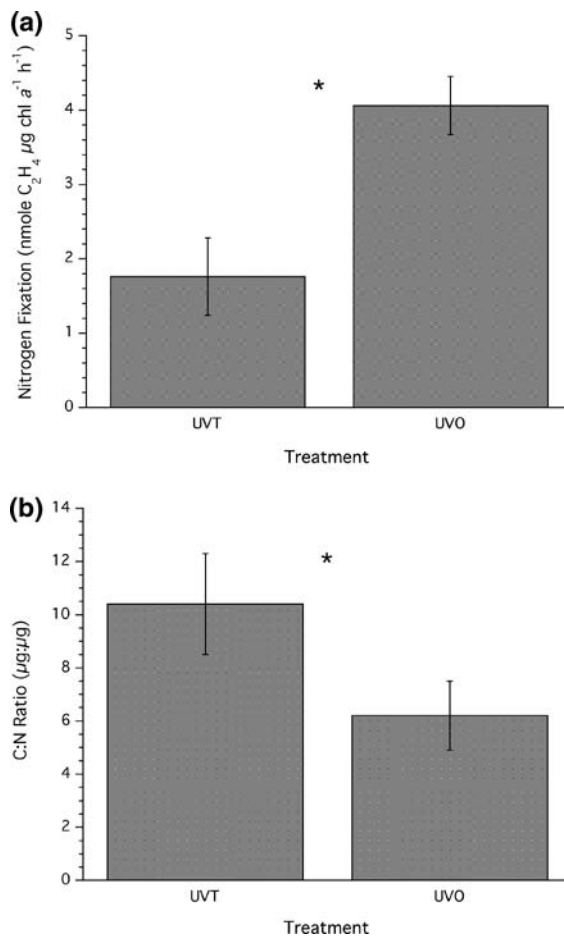 (a)
Nitrogen Fixation (nmole C₂H₄ µg chl a⁻¹ h⁻¹)
5
4
3
2
1
0
*
UVT UVO
Treatment
(b)
C:N Ratio (µg:µg)
14
12
10
8
6
4
2
0
*
UVT UVO
Treatment